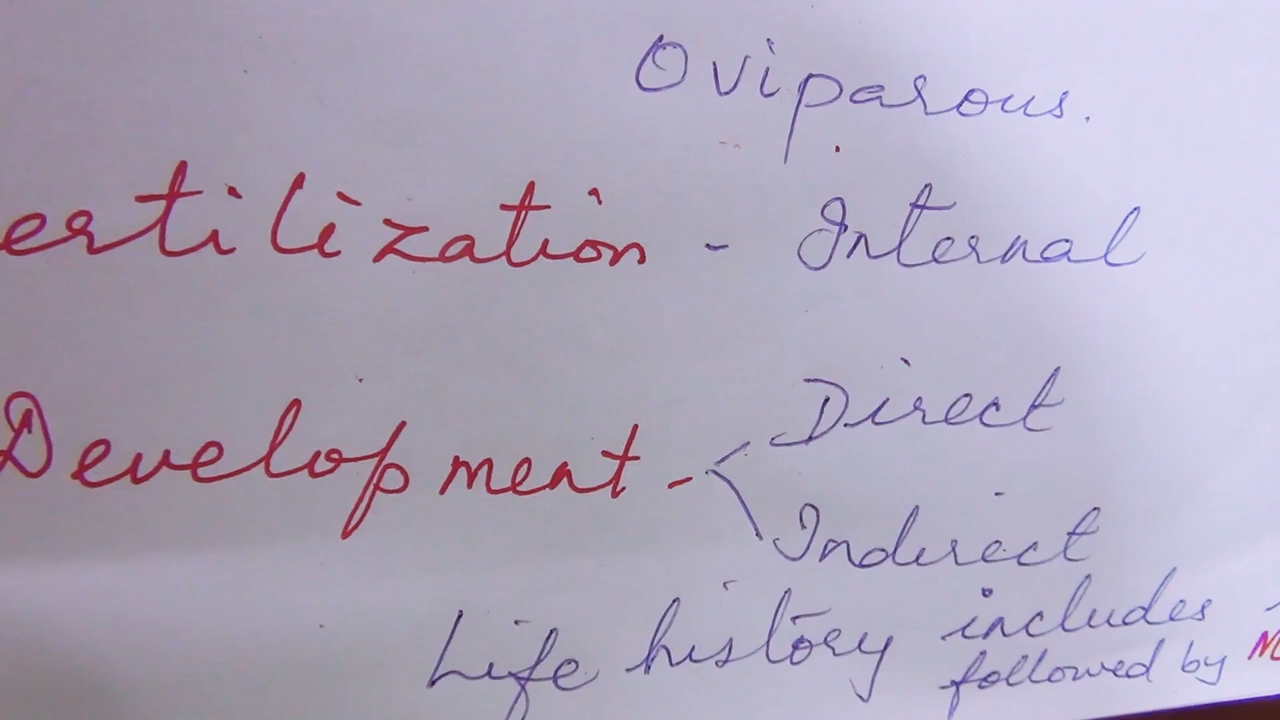 Oviparous.
ertilization - Internal
Development - Direct
Indirect
Life history includes
followed by